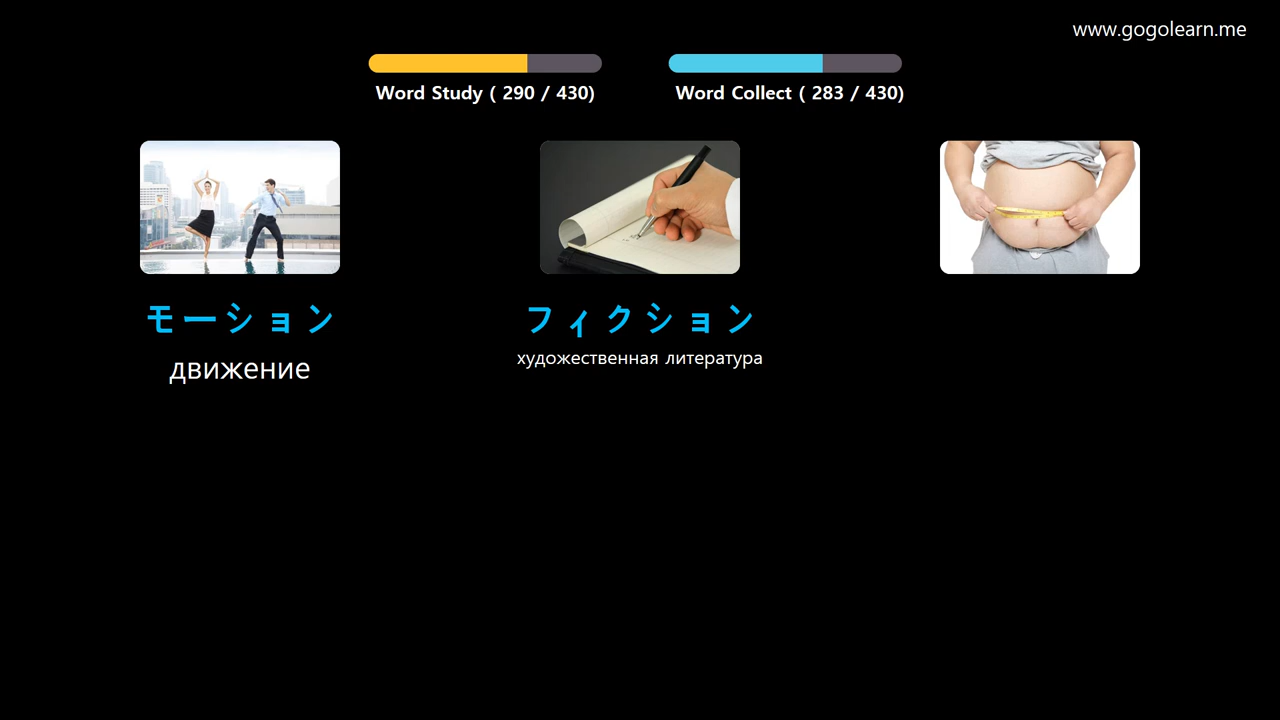 www.gogolearn.me
Word Study ( 290 / 430)
Word Collect ( 283 / 430)
モーション
フィクション
движение
художественная литература